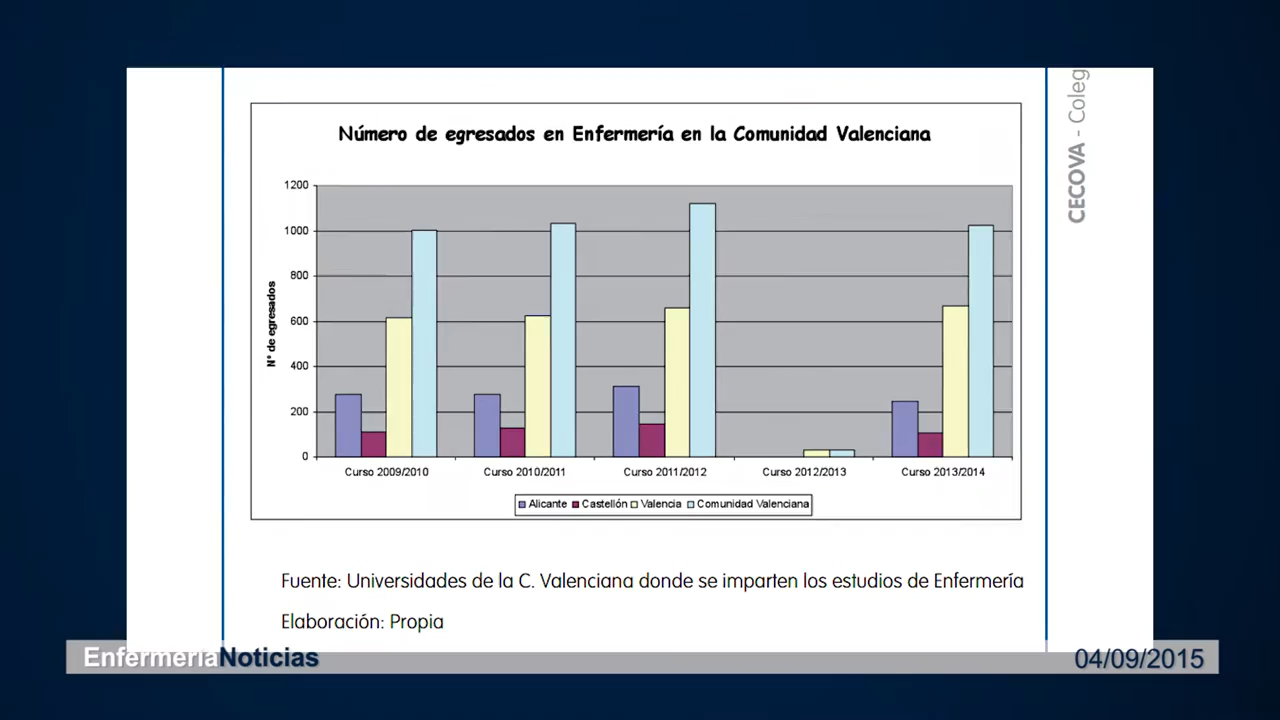 CECOVA - Coleg
Número de egresados en Enfermería en la Comunidad Valenciana
1200
1000
800
600
400
200
0
Nº de egresados
Curso 2009/2010 Curso 2010/2011 Curso 2011/2012 Curso 2012/2013 Curso 2013/2014
Alicante Castellón Valencia Comunidad Valenciana
Fuente: Universidades de la C. Valenciana donde se imparten los estudios de Enfermería
Elaboración: Propia
EnfermeríaNoticias 04/09/2015